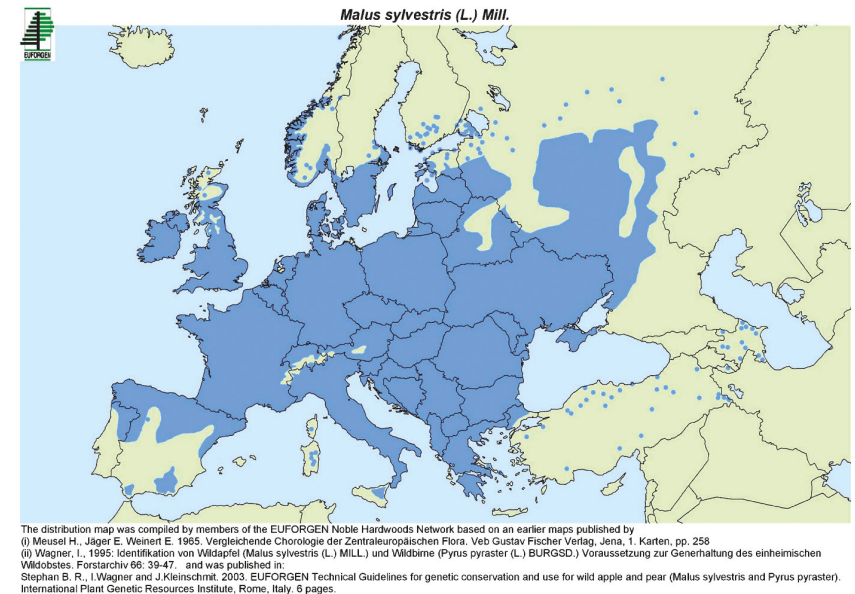 Malus sylvestris (L.) Mill.
EUFORGEN
The distribution map was compiled by members of the EUFORGEN Noble Hardwoods Network based on an earlier maps published by
(i) Meusel H., Jäger E. Weinert E. 1965. Vergleichende Chorologie der Zentraleuropäischen Flora. Veb Gustav Fischer Verlag, Jena, 1. Karten, pp. 258
(ii) Wagner, I., 1995: Identifikation von Wildapfel (Malus sylvestris (L.) MILL.) und Wildbirne (Pyrus pyraster (L.) BURGSD.) Voraussetzung zur Generhaltung des einheimischen
Wildobstes. Forstarchiv 66: 39-47. and was published in:
Stephan B. R., I.Wagner and J.Kleinschmit. 2003. EUFORGEN Technical Guidelines for genetic conservation and use for wild apple and pear (Malus sylvestris and Pyrus pyraster).
International Plant Genetic Resources Institute, Rome, Italy. 6 pages.